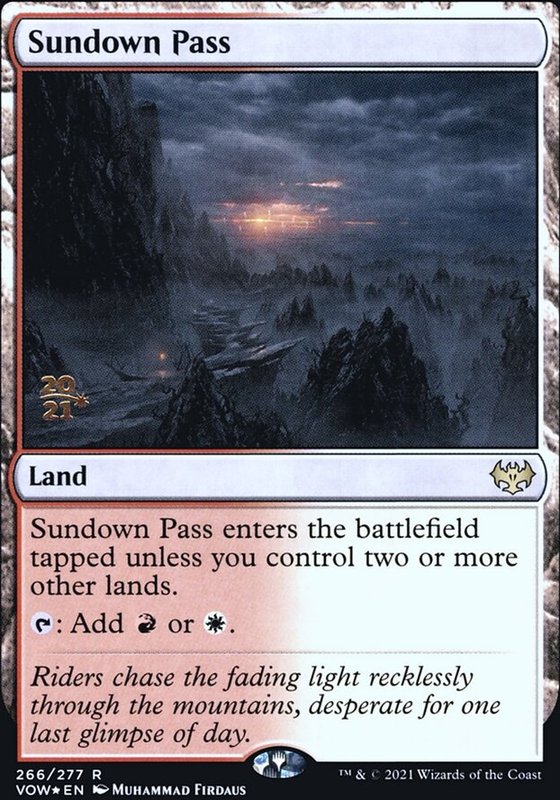 Sundown Pass
20
21
Land
Sundown Pass enters the battlefield
tapped unless you control two or more
other lands.
: Add or .
Riders chase the fading light recklessly
through the mountains, desperate for one
last glimpse of day.
266/277 R
VOW★EN Muhammad Firdaus
™ & © 2021 Wizards of the Coast